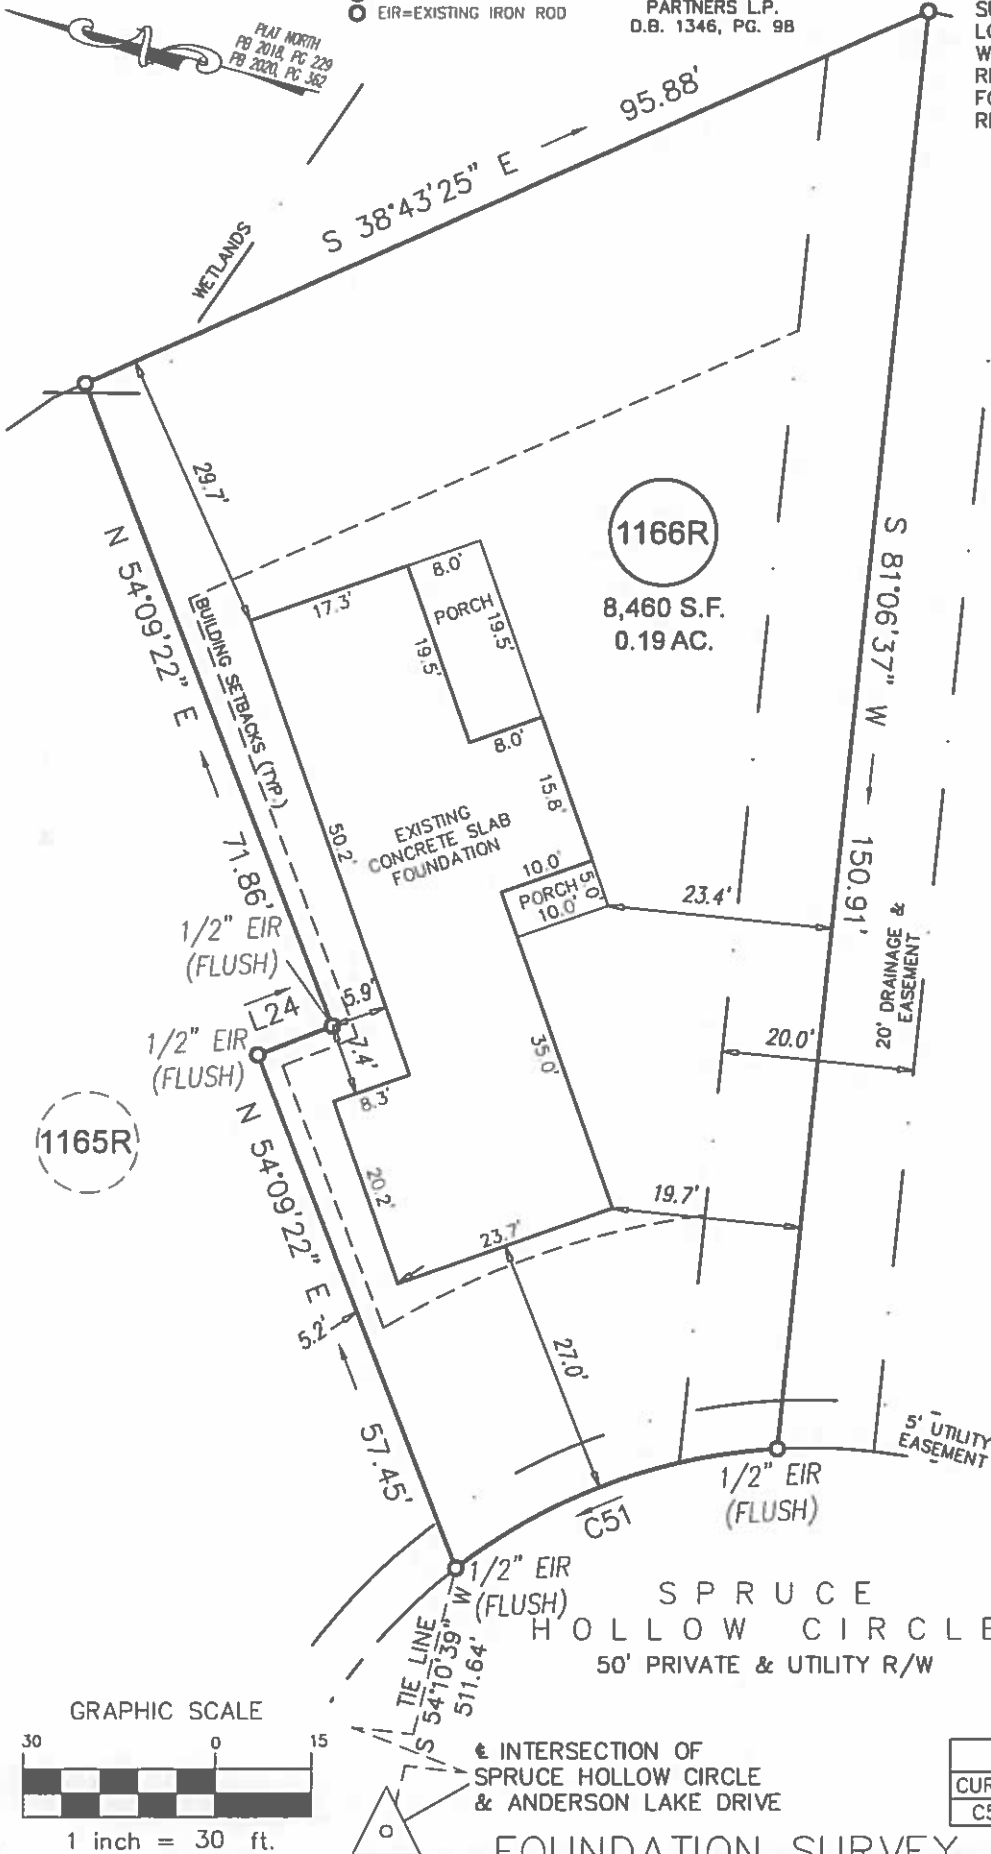 EIR=EXISTING IRON ROD
PARTNERS L.P.
D.B. 1346, PG. 98
PLAT NORTH
PB 2018, PG 229
PB 2020, PG 362
S 38°43'25" E
95.88'
WETLANDS
29.7'
1166R
8,460 S.F.
0.19 AC.
N 54°09'22" E
71.86'
BUILDING SETBACKS (TYP.)
17.3'
8.0'
PORCH
19.5'
19.5'
8.0'
15.8'
50.2'
EXISTING
CONCRETE SLAB
FOUNDATION
10.0'
PORCH
5.0'
10.0'
23.4'
S 81°06'37" W
150.91'
20' DRAINAGE &
EASEMENT
20.0'
1/2" EIR
(FLUSH)
L24
5.9'
1/2" EIR
(FLUSH)
7.4'
8.3'
35.0'
1165R
N 54°09'22" E
57.45'
20.2'
23.7'
19.7'
5.2'
27.0'
5' UTILITY
EASEMENT
1/2" EIR
(FLUSH)
C51
1/2" EIR
(FLUSH)
SPRUCE
HOLLOW CIRCLE
50' PRIVATE & UTILITY R/W
TIE LINE
S 54°10'39" W
511.64'
GRAPHIC SCALE
30 0 15
1 inch = 30 ft.
℄ INTERSECTION OF
SPRUCE HOLLOW CIRCLE
& ANDERSON LAKE DRIVE
FOUNDATION SURVEY